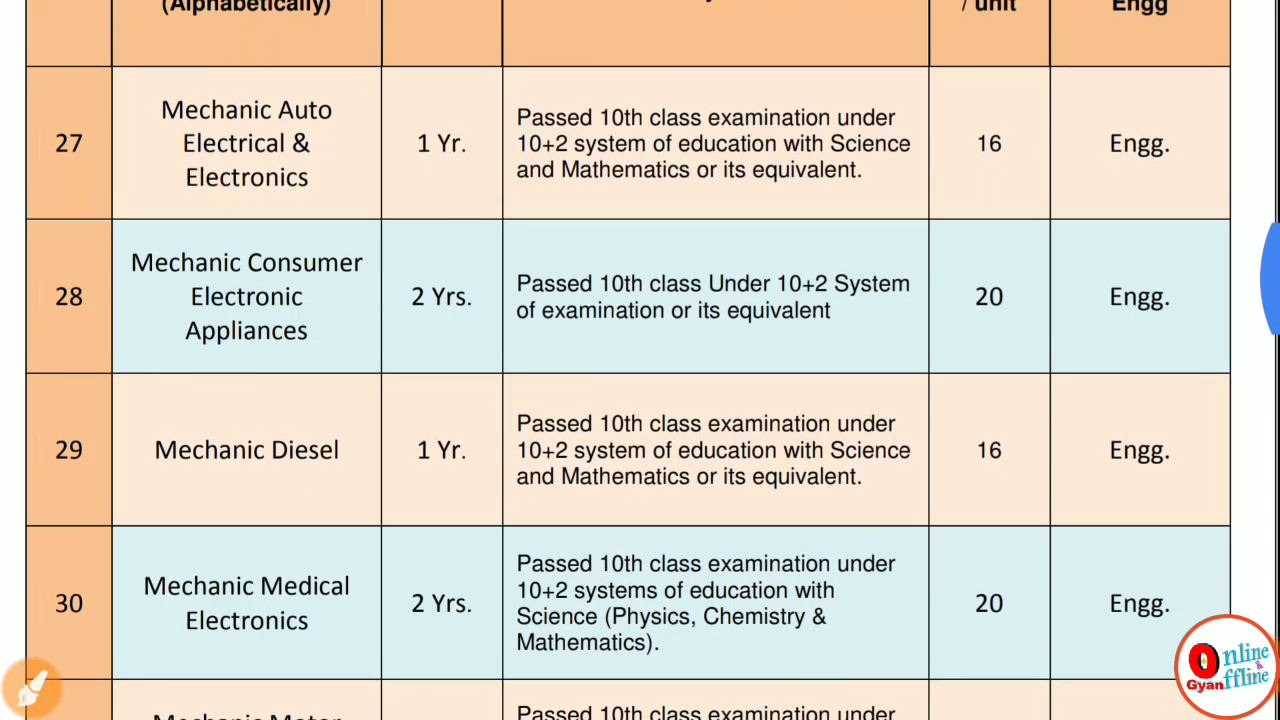 (Alphabetically)
/ unit
Engg
27
Mechanic Auto
Electrical &
Electronics
1 Yr.
Passed 10th class examination under
10+2 system of education with Science
and Mathematics or its equivalent.
16
Engg.
28
Mechanic Consumer
Electronic
Appliances
2 Yrs.
Passed 10th class Under 10+2 System
of examination or its equivalent
20
Engg.
29
Mechanic Diesel
1 Yr.
Passed 10th class examination under
10+2 system of education with Science
and Mathematics or its equivalent.
16
Engg.
30
Mechanic Medical
Electronics
2 Yrs.
Passed 10th class examination under
10+2 systems of education with
Science (Physics, Chemistry &
Mathematics).
20
Engg.
Mechanic Motor
Passed 10th class examination under
Online
&
Gyan Offline